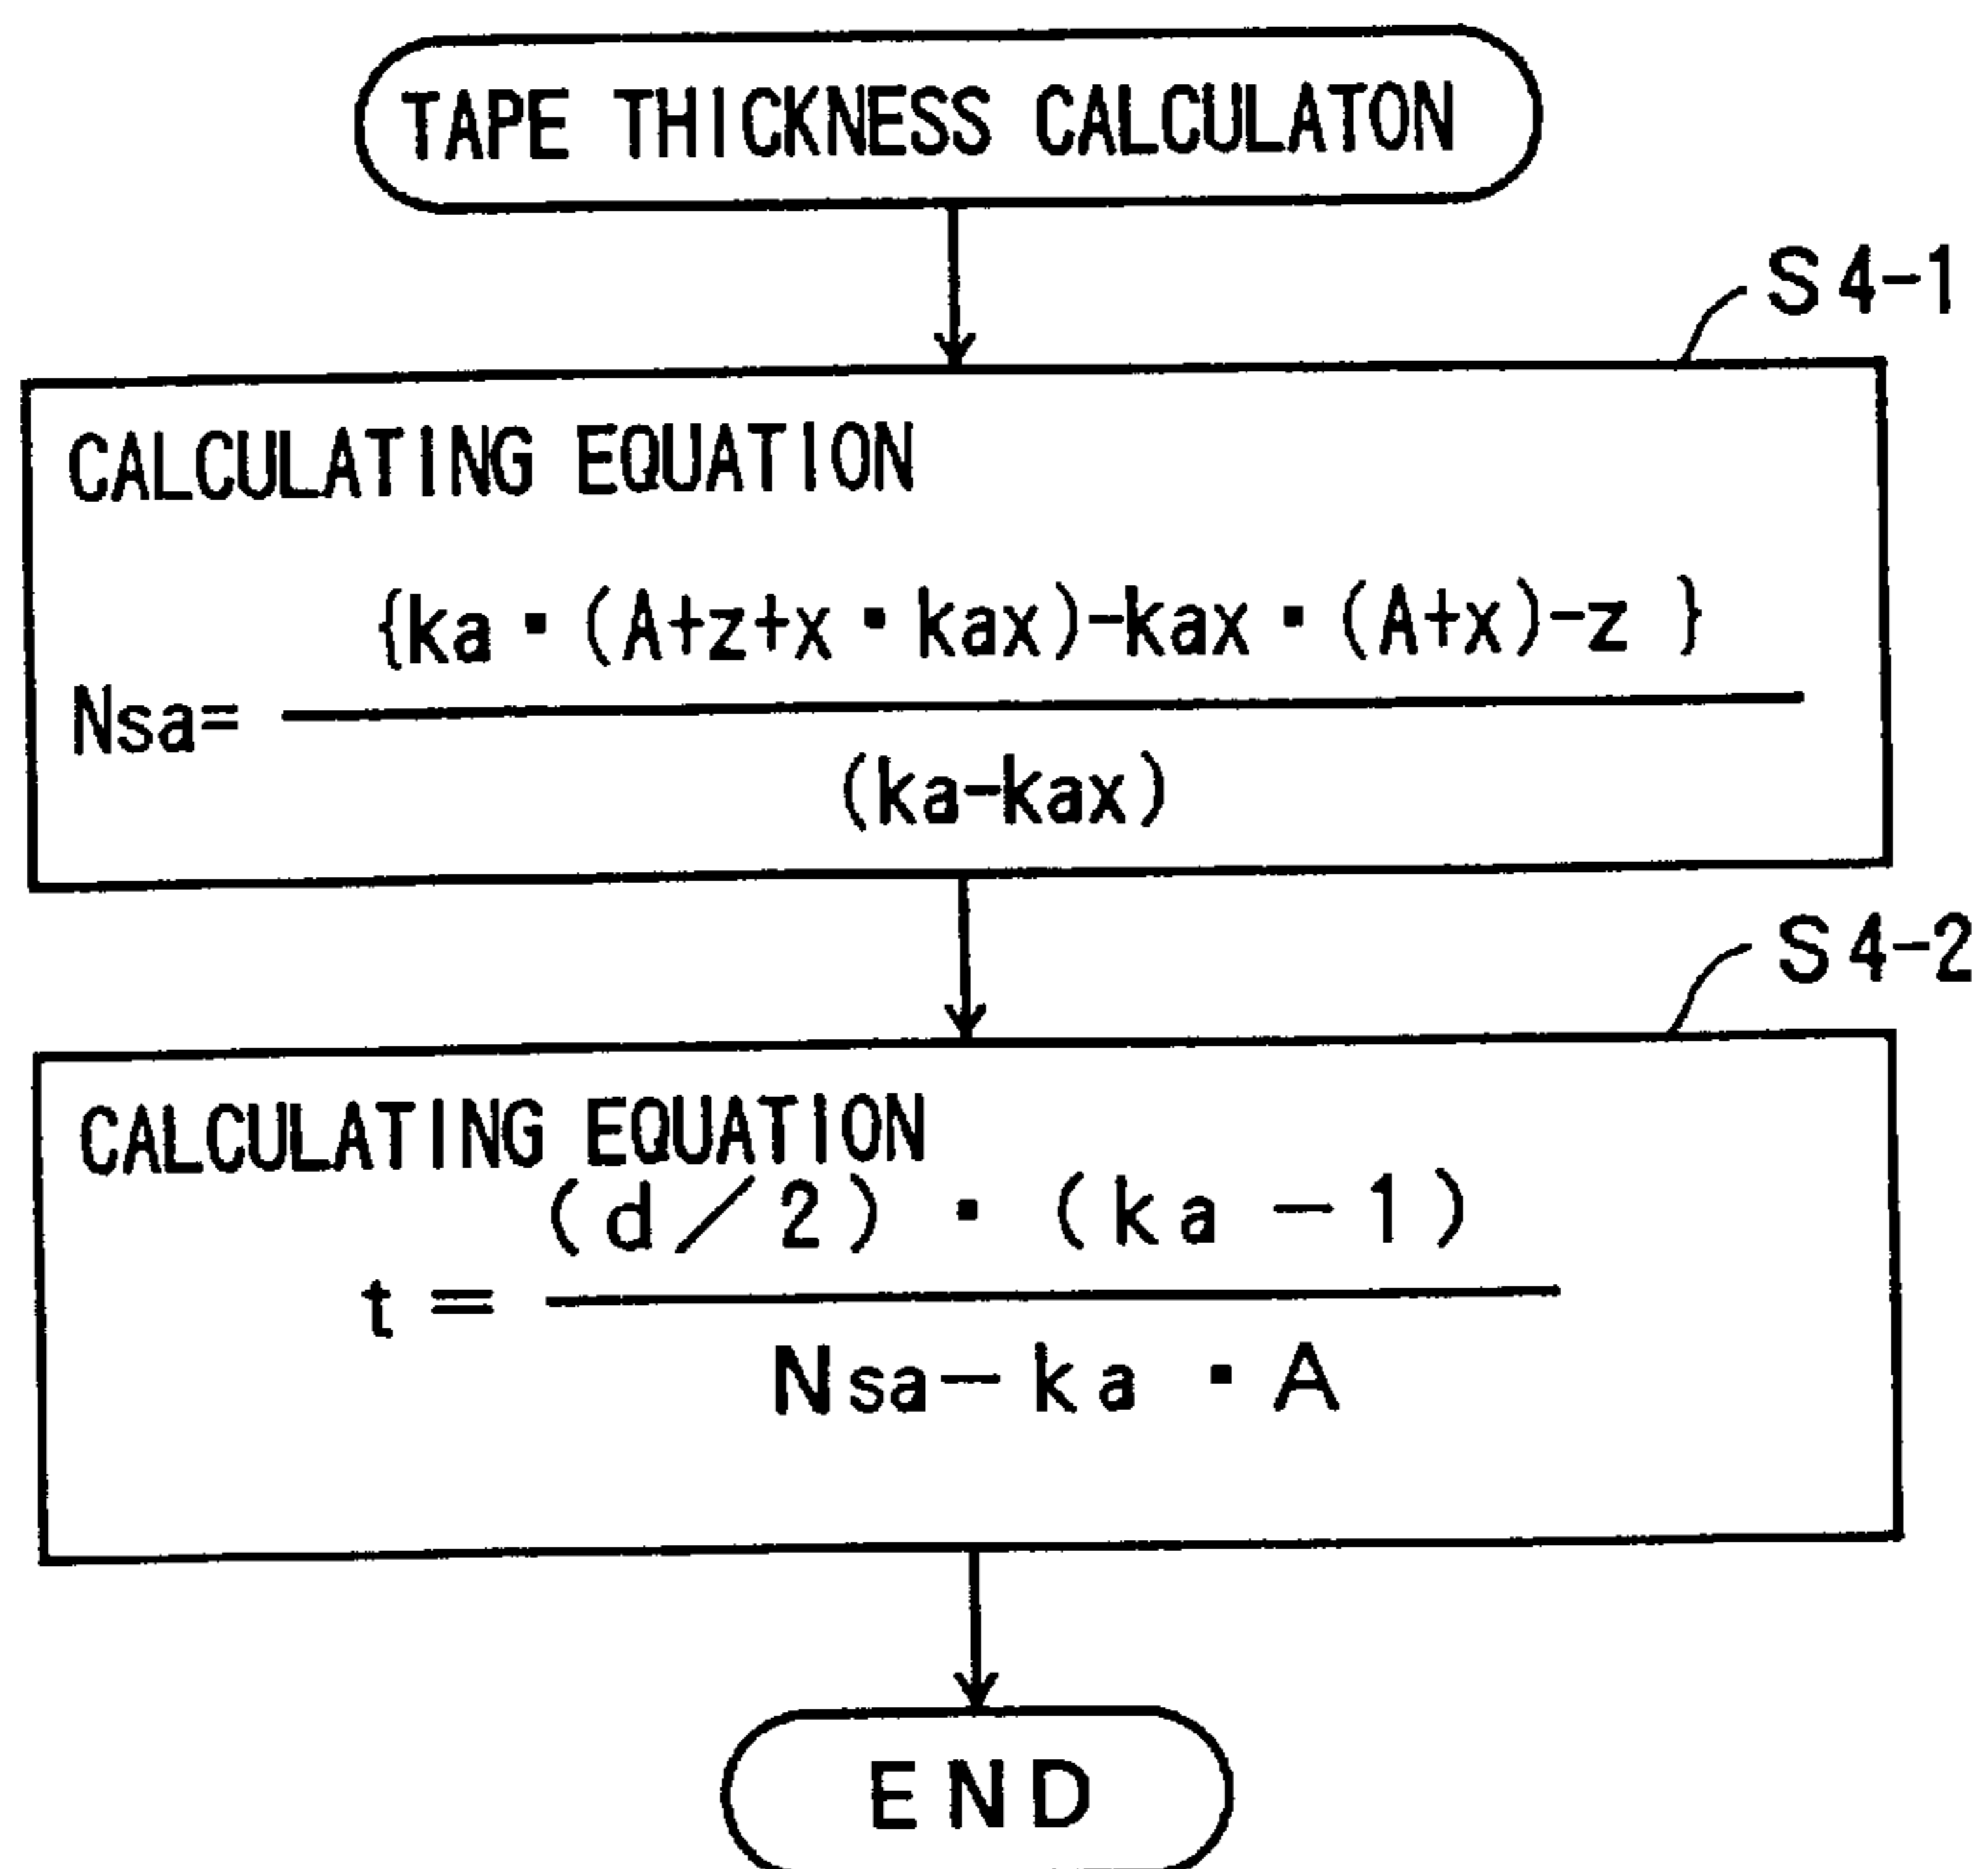 TAPE THICKNESS CALCULATON
S4-1
CALCULATING EQUATION
{ka・(A+z+x・kax)-kax・(A+x)-z }
Nsa=
(ka-kax)
S4-2
CALCULATING EQUATION
(d/2)・(ka -1)
t=
Nsa-ka・A
END